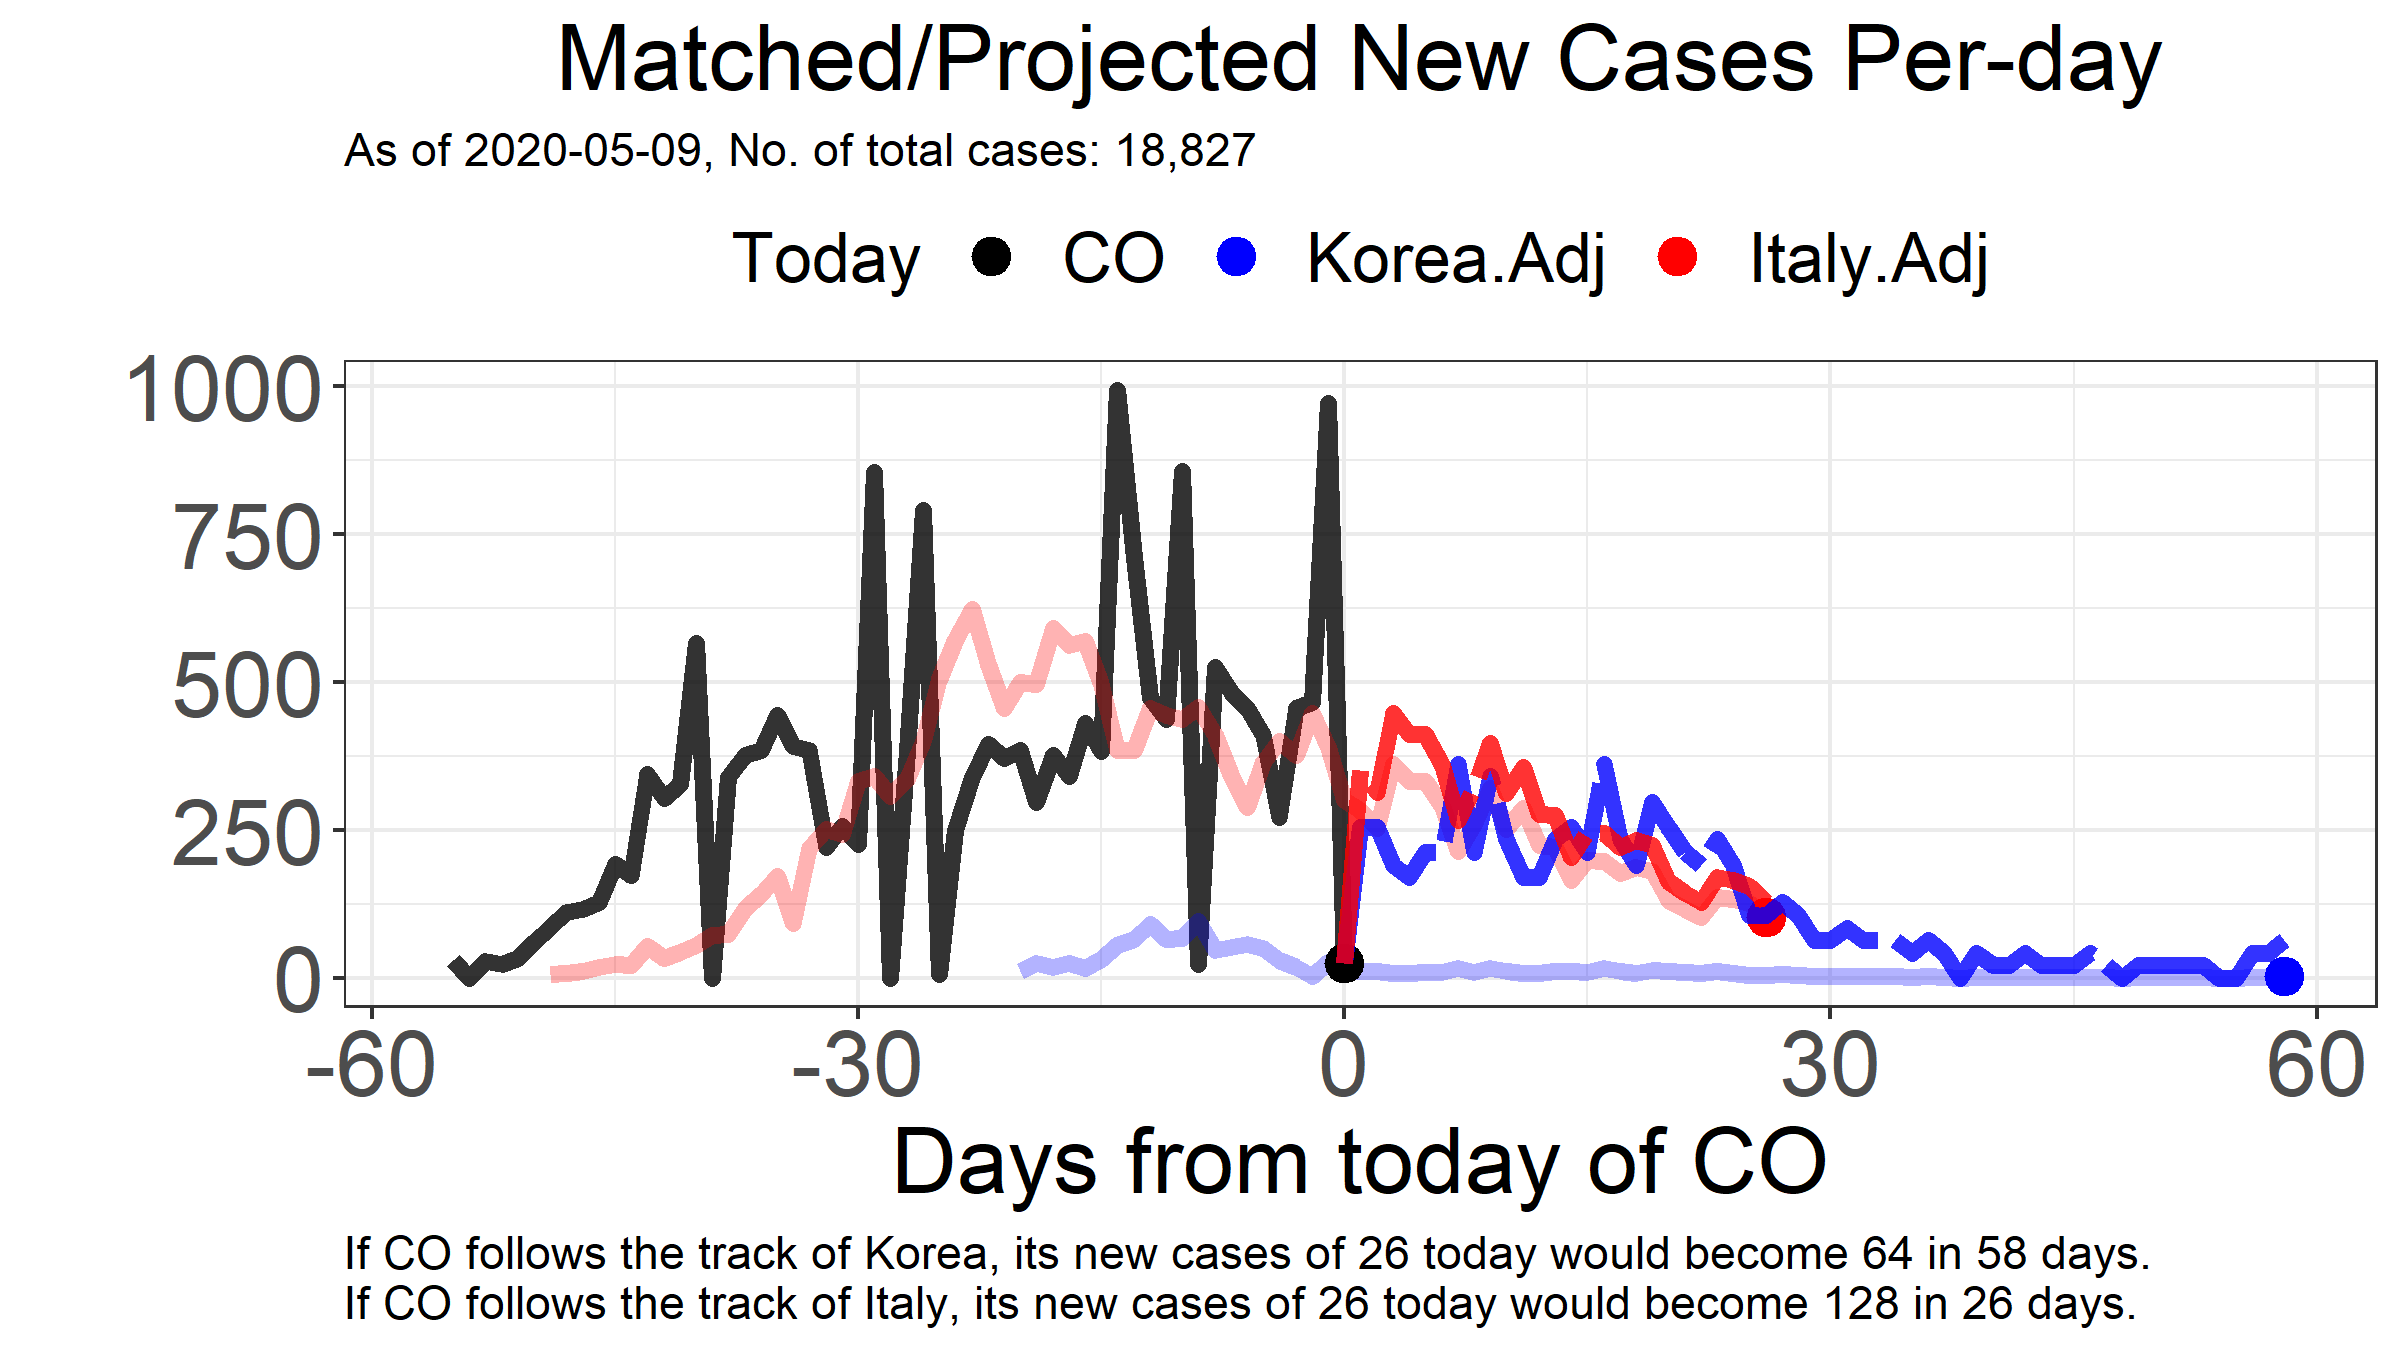 Matched/Projected New Cases Per-day
As of 2020-05-09, No. of total cases: 18,827
Today CO Korea.Adj Italy.Adj
1000
750
500
250
0
-60 -30 0 30 60
Days from today of CO
If CO follows the track of Korea, its new cases of 26 today would become 64 in 58 days.
If CO follows the track of Italy, its new cases of 26 today would become 128 in 26 days.